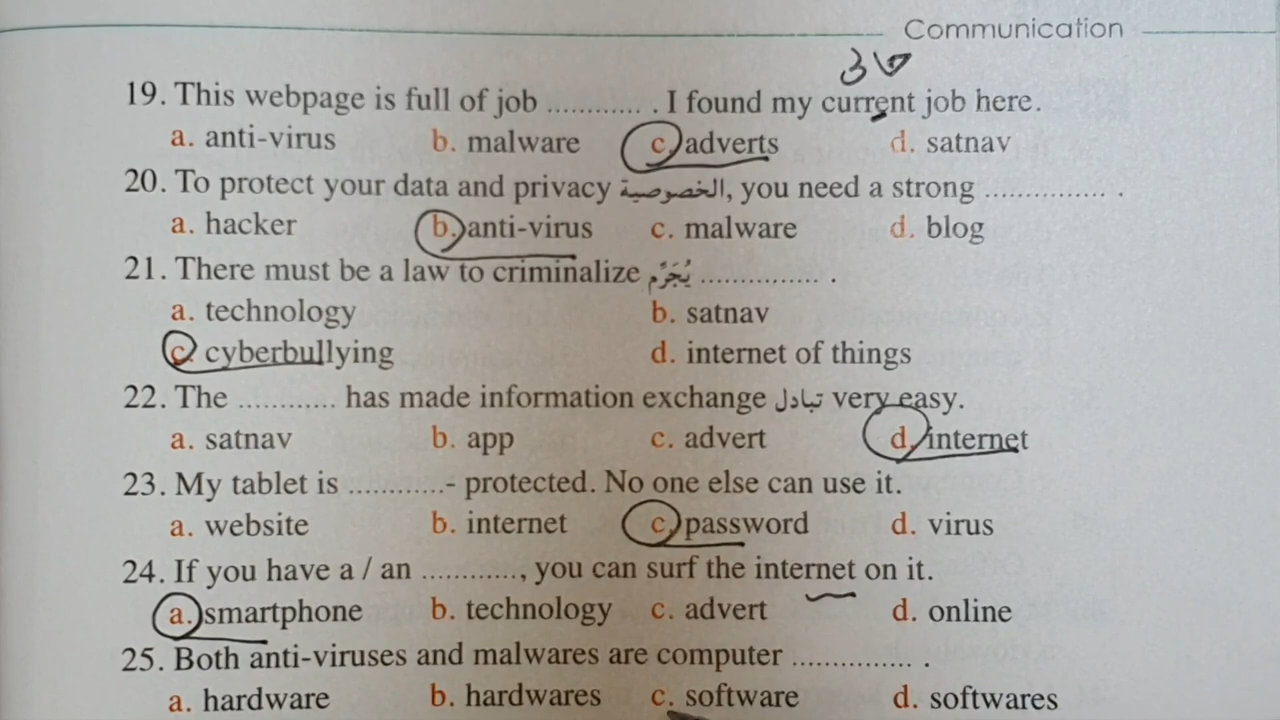 Communication
19. This webpage is full of job ............ . I found my current job here.
a. anti-virus b. malware c. adverts d. satnav
20. To protect your data and privacy الخصوصية, you need a strong ............... .
a. hacker b. anti-virus c. malware d. blog
21. There must be a law to criminalize يُجَرِّم ............... .
a. technology b. satnav
c. cyberbullying d. internet of things
22. The ............ has made information exchange تبادل very easy.
a. satnav b. app c. advert d. internet
23. My tablet is ............- protected. No one else can use it.
a. website b. internet c. password d. virus
24. If you have a / an ............, you can surf the internet on it.
a. smartphone b. technology c. advert d. online
25. Both anti-viruses and malwares are computer ............... .
a. hardware b. hardwares c. software d. softwares